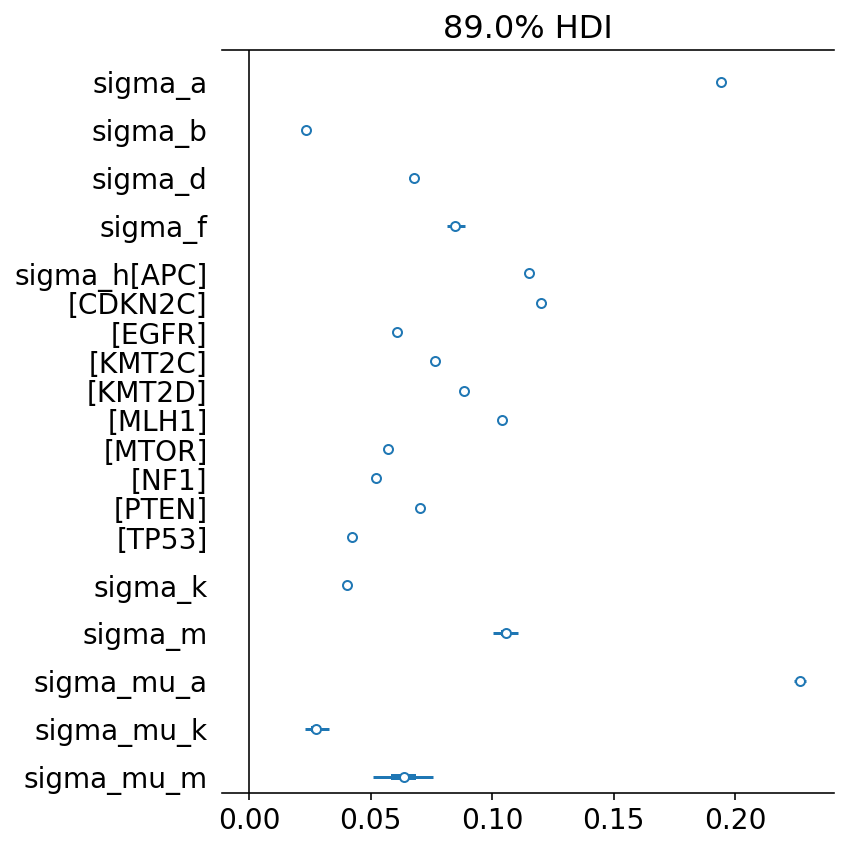 89.0% HDI
sigma_a
sigma_b
sigma_d
sigma_f
sigma_h[APC]
[CDKN2C]
[EGFR]
[KMT2C]
[KMT2D]
[MLH1]
[MTOR]
[NF1]
[PTEN]
[TP53]
sigma_k
sigma_m
sigma_mu_a
sigma_mu_k
sigma_mu_m
0.00 0.05 0.10 0.15 0.20